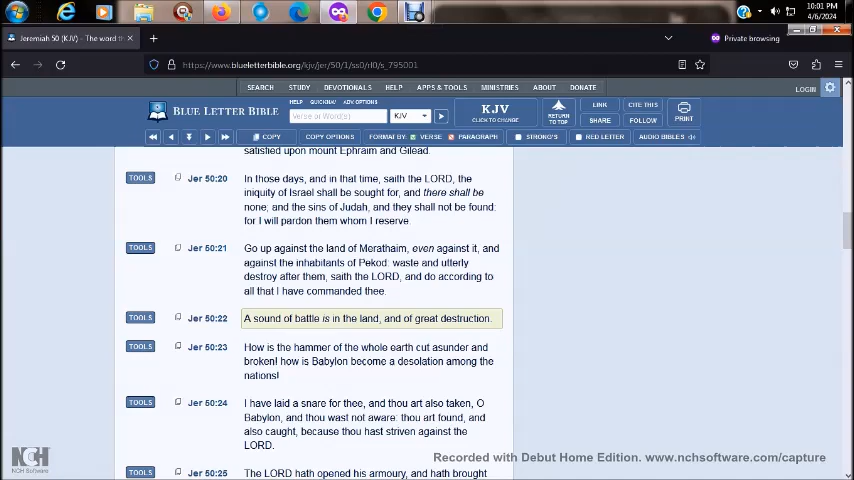 10:01 PM
4/6/2024
Jeremiah 50 (KJV) - The word th
Private browsing
https://www.blueletterbible.org/kjv/jer/50/1/ss0/rl0/s_795001
SEARCH STUDY DEVOTIONALS HELP APPS & TOOLS MINISTRIES ABOUT DONATE LOGIN
BLUE LETTER BIBLE
HELP QUICKNAV ADV. OPTIONS
Verse or Word(s) KJV
KJV
CLICK TO CHANGE
RETURN
TO TOP
LINK CITE THIS
SHARE FOLLOW
PRINT
COPY COPY OPTIONS FORMAT BY: VERSE PARAGRAPH STRONG'S RED LETTER AUDIO BIBLES
satisfied upon mount Ephraim and Gilead.
TOOLS Jer 50:20 In those days, and in that time, saith the LORD, the
iniquity of Israel shall be sought for, and there shall be
none; and the sins of Judah, and they shall not be found:
for I will pardon them whom I reserve.
TOOLS Jer 50:21 Go up against the land of Merathaim, even against it, and
against the inhabitants of Pekod: waste and utterly
destroy after them, saith the LORD, and do according to
all that I have commanded thee.
TOOLS Jer 50:22 A sound of battle is in the land, and of great destruction.
TOOLS Jer 50:23 How is the hammer of the whole earth cut asunder and
broken! how is Babylon become a desolation among the
nations!
TOOLS Jer 50:24 I have laid a snare for thee, and thou art also taken, O
Babylon, and thou wast not aware: thou art found, and
also caught, because thou hast striven against the
LORD.
TOOLS Jer 50:25 The LORD hath opened his armoury, and hath brought
NCH
NCH Software
Recorded with Debut Home Edition. www.nchsoftware.com/capture